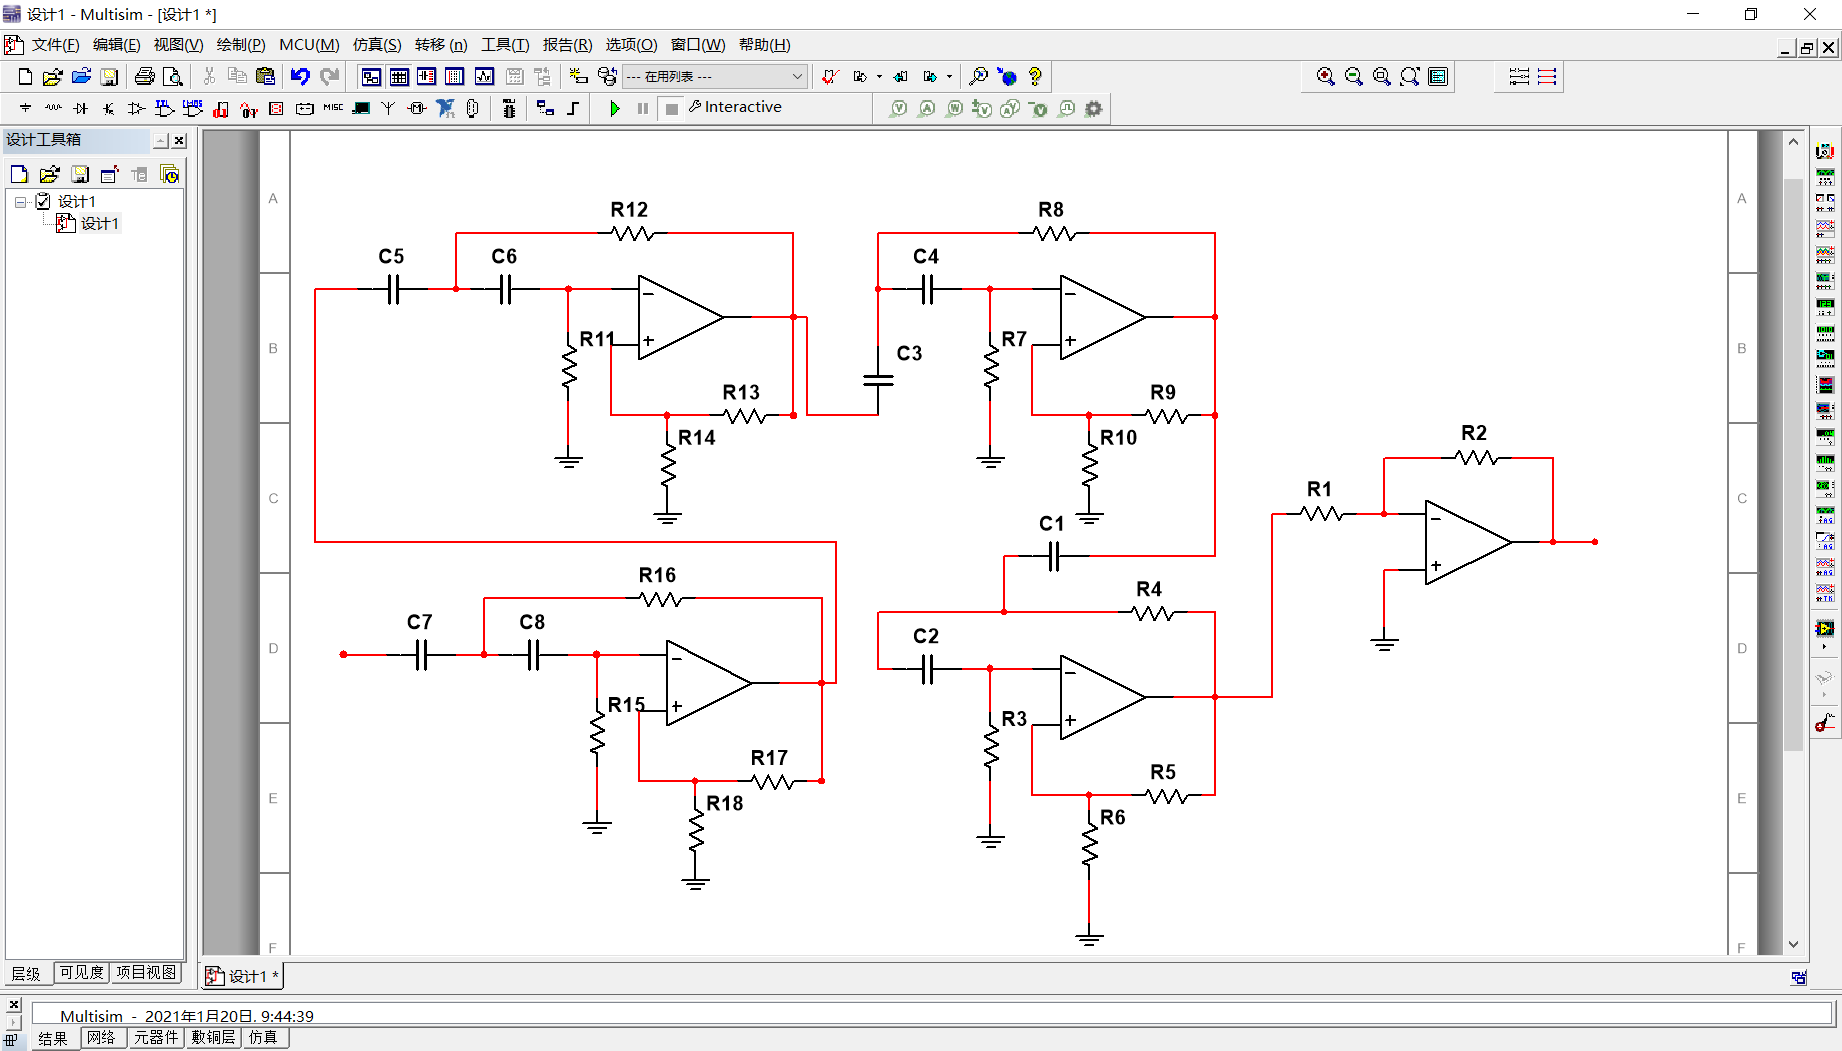 设计1 - Multisim - [设计1 *]
文件(F) 编辑(E) 视图(V) 绘制(P) MCU(M) 仿真(S) 转移 (n) 工具(T) 报告(R) 选项(O) 窗口(W) 帮助(H)
--- 在用列表 ---
MISC
Interactive
设计工具箱
设计1
设计1
A
A
R12
R8
C5
C6
C4
B
R11
R7
B
C3
R13
R9
R14
R10
R2
C
R1
C
C1
R16
R4
C7
C8
C2
D
D
R15
R3
R17
R5
E
R18
R6
E
F
F
层级 可见度 项目视图
设计1 *
Multisim - 2021年1月20日, 9:44:39
结果 网络 元器件 敷铜层 仿真